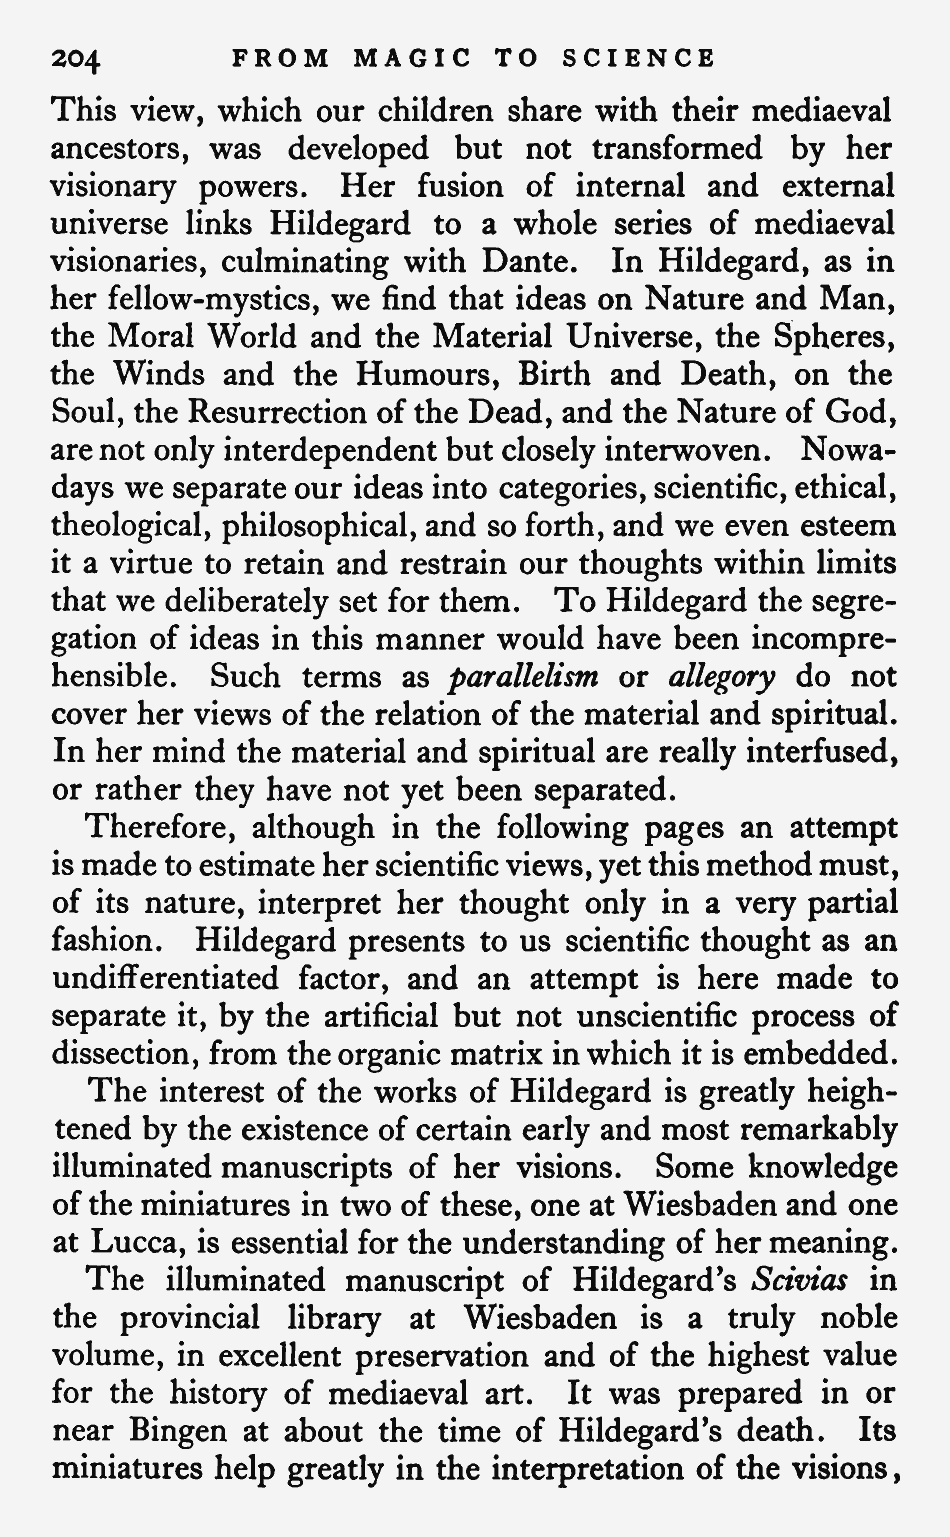 204 FROM MAGIC TO SCIENCE
This view, which our children share with their mediaeval
ancestors, was developed but not transformed by her
visionary powers. Her fusion of internal and external
universe links Hildegard to a whole series of mediaeval
visionaries, culminating with Dante. In Hildegard, as in
her fellow-mystics, we find that ideas on Nature and Man,
the Moral World and the Material Universe, the Spheres,
the Winds and the Humours, Birth and Death, on the
Soul, the Resurrection of the Dead, and the Nature of God,
are not only interdependent but closely interwoven. Nowa-
days we separate our ideas into categories, scientific, ethical,
theological, philosophical, and so forth, and we even esteem
it a virtue to retain and restrain our thoughts within limits
that we deliberately set for them. To Hildegard the segre-
gation of ideas in this manner would have been incompre-
hensible. Such terms as parallelism or allegory do not
cover her views of the relation of the material and spiritual.
In her mind the material and spiritual are really interfused,
or rather they have not yet been separated.
Therefore, although in the following pages an attempt
is made to estimate her scientific views, yet this method must,
of its nature, interpret her thought only in a very partial
fashion. Hildegard presents to us scientific thought as an
undifferentiated factor, and an attempt is here made to
separate it, by the artificial but not unscientific process of
dissection, from the organic matrix in which it is embedded.
The interest of the works of Hildegard is greatly heigh-
tened by the existence of certain early and most remarkably
illuminated manuscripts of her visions. Some knowledge
of the miniatures in two of these, one at Wiesbaden and one
at Lucca, is essential for the understanding of her meaning.
The illuminated manuscript of Hildegard's Scivias in
the provincial library at Wiesbaden is a truly noble
volume, in excellent preservation and of the highest value
for the history of mediaeval art. It was prepared in or
near Bingen at about the time of Hildegard's death. Its
miniatures help greatly in the interpretation of the visions,